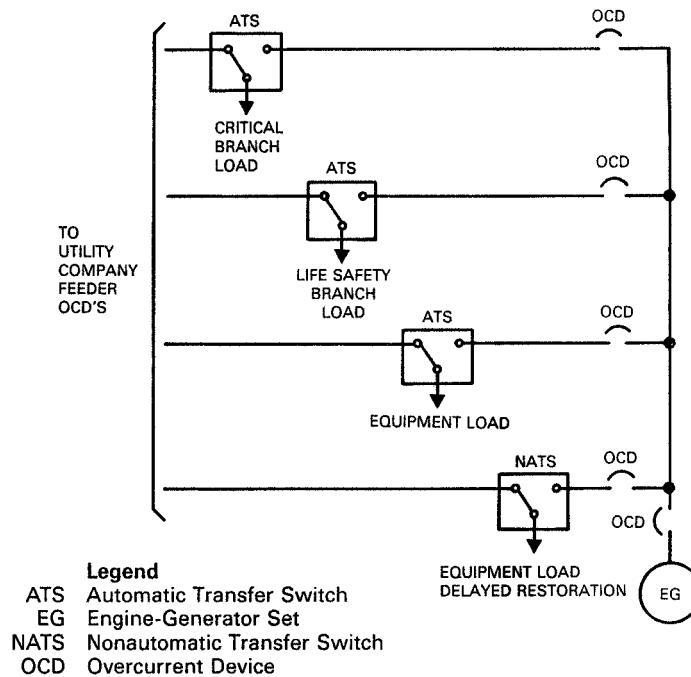 ATS
OCD
CRITICAL
BRANCH
LOAD
ATS
OCD
TO
UTILITY
COMPANY
FEEDER
OCD'S
LIFE SAFETY
BRANCH
LOAD
ATS
OCD
EQUIPMENT LOAD
NATS
OCD
OCD
EQUIPMENT LOAD
DELAYED RESTORATION
EG
Legend
ATS Automatic Transfer Switch
EG Engine-Generator Set
NATS Nonautomatic Transfer Switch
OCD Overcurrent Device